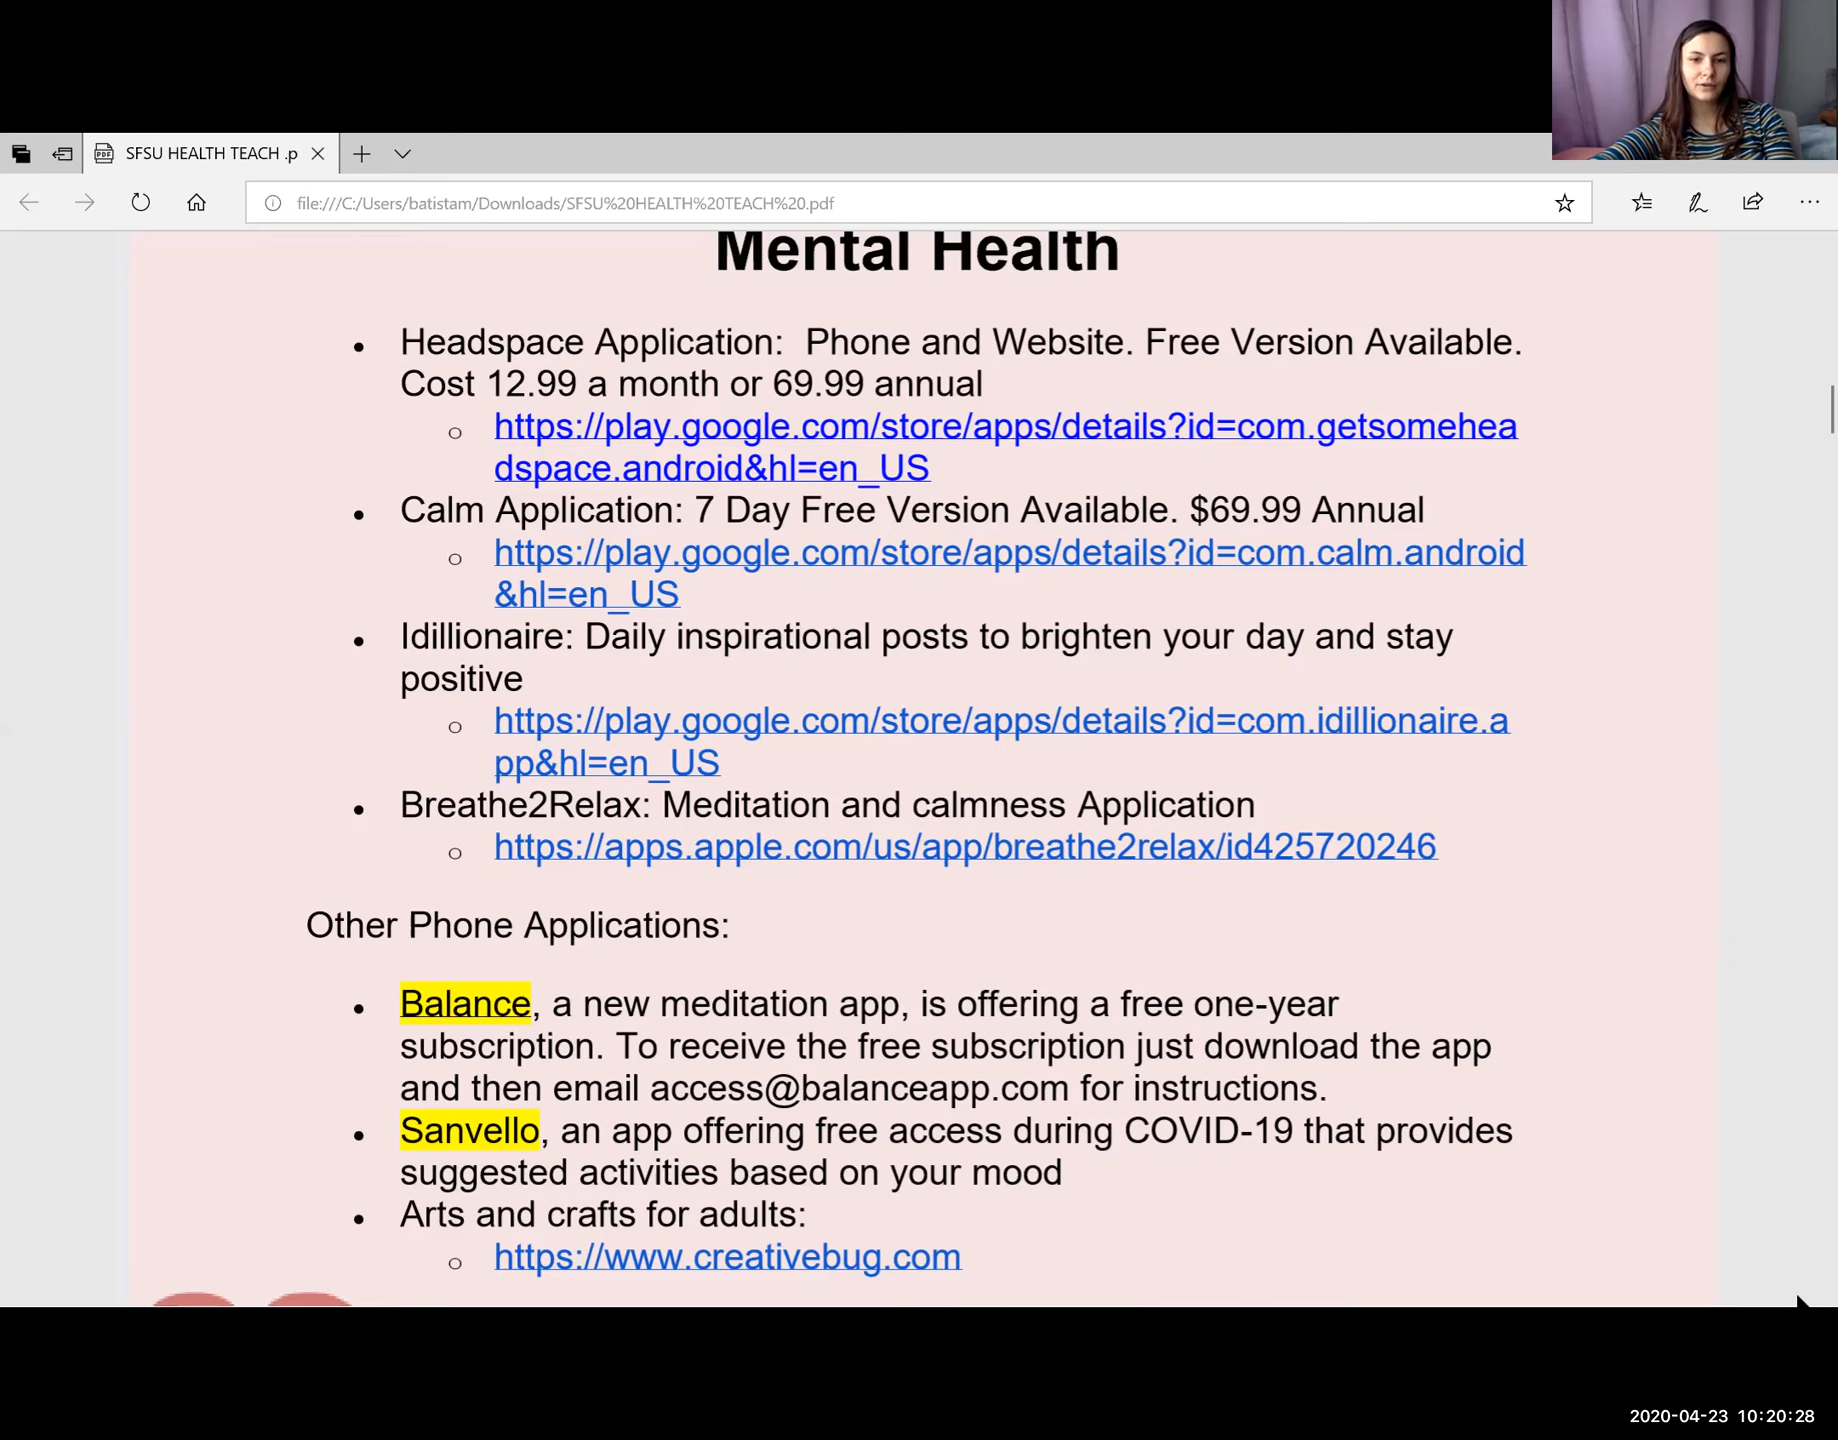 SFSU HEALTH TEACH .p
file:///C:/Users/batistam/Downloads/SFSU%20HEALTH%20TEACH%20.pdf
Mental Health
• Headspace Application:  Phone and Website. Free Version Available.
Cost 12.99 a month or 69.99 annual
o https://play.google.com/store/apps/details?id=com.getsomehea
dspace.android&hl=en_US
• Calm Application: 7 Day Free Version Available. $69.99 Annual
o https://play.google.com/store/apps/details?id=com.calm.android
&hl=en_US
• Idillionaire: Daily inspirational posts to brighten your day and stay
positive
o https://play.google.com/store/apps/details?id=com.idillionaire.a
pp&hl=en_US
• Breathe2Relax: Meditation and calmness Application
o https://apps.apple.com/us/app/breathe2relax/id425720246
Other Phone Applications:
• Balance, a new meditation app, is offering a free one-year
subscription. To receive the free subscription just download the app
and then email access@balanceapp.com for instructions.
• Sanvello, an app offering free access during COVID-19 that provides
suggested activities based on your mood
• Arts and crafts for adults:
o https://www.creativebug.com
2020-04-23 10:20:28